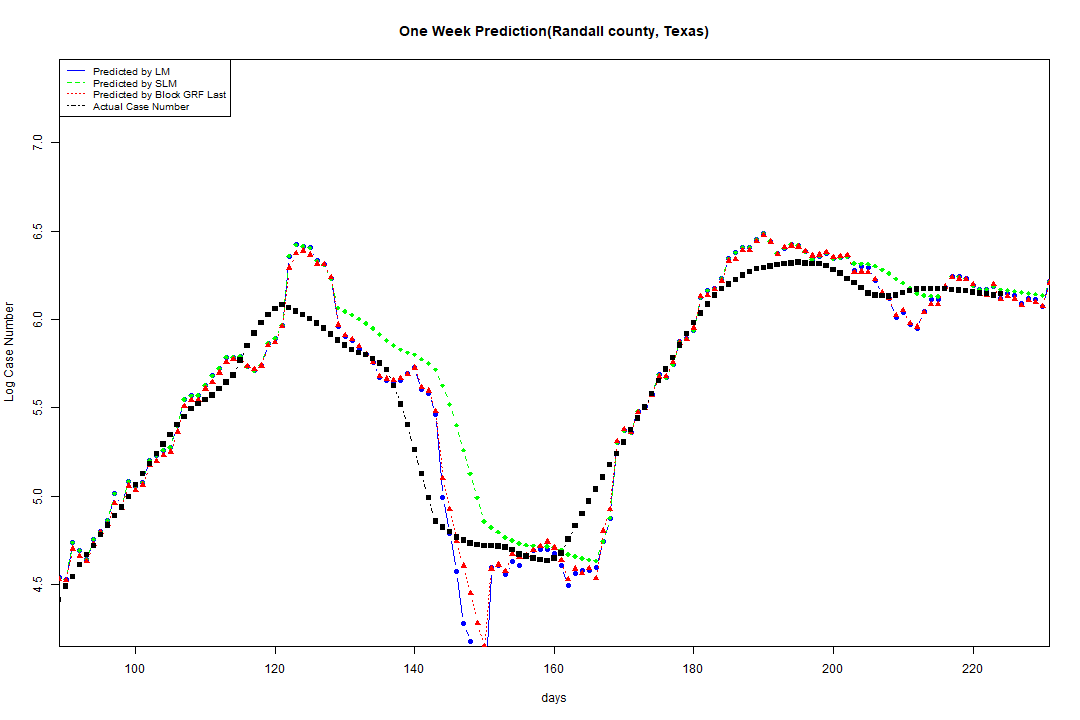 One Week Prediction(Randall county, Texas)
Predicted by LM
Predicted by SLM
Predicted by Block GRF Last
Actual Case Number
Log Case Number
7.0
6.5
6.0
5.5
5.0
4.5
100 120 140 160 180 200 220
days